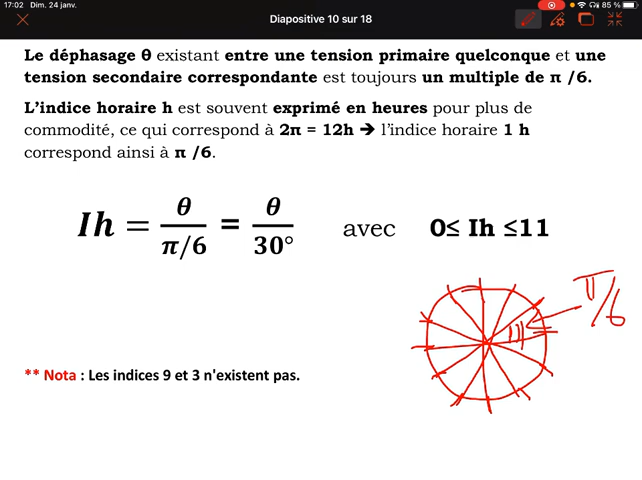 17:02 Dim. 24 janv.
85 %
Diapositive 10 sur 18
Le déphasage θ existant entre une tension primaire quelconque et une
tension secondaire correspondante est toujours un multiple de π /6.
L'indice horaire h est souvent exprimé en heures pour plus de
commodité, ce qui correspond à 2π = 12h ➔ l'indice horaire 1 h
correspond ainsi à π /6.
Ih = θ / π/6 = θ / 30° avec 0≤ Ih ≤11
π/6
** Nota : Les indices 9 et 3 n'existent pas.